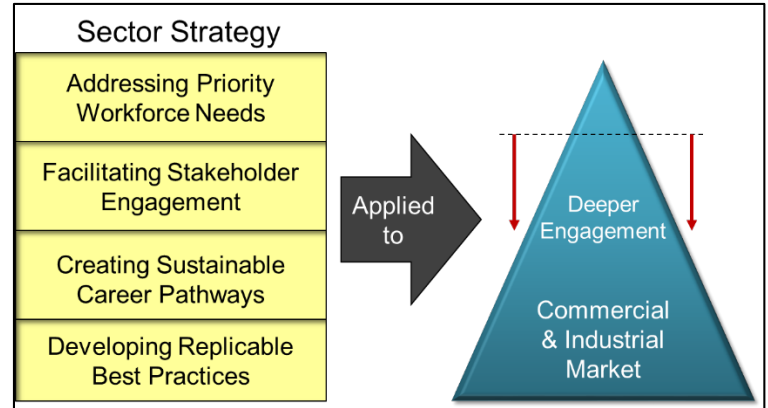 Sector Strategy
Addressing Priority
Workforce Needs
Facilitating Stakeholder
Engagement
Creating Sustainable
Career Pathways
Developing Replicable
Best Practices
Applied
to
Deeper
Engagement
Commercial
& Industrial
Market